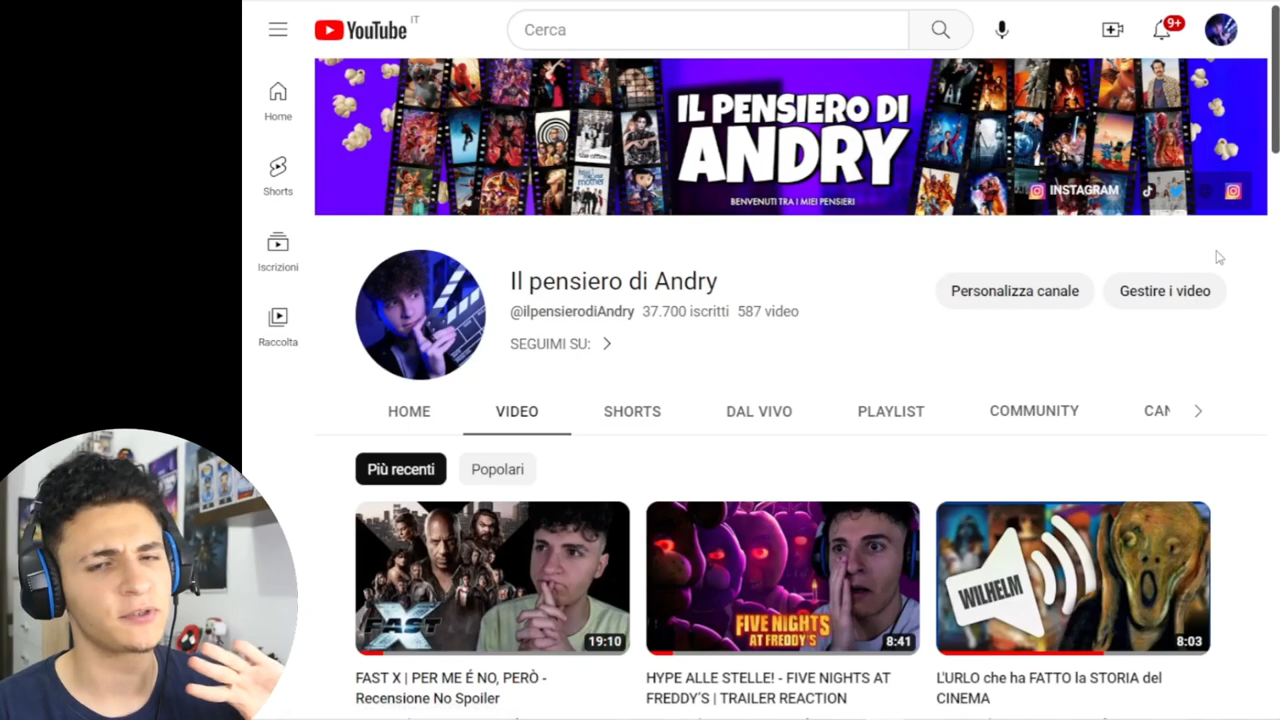 YouTube IT
Cerca
9+
Home
Shorts
Iscrizioni
Raccolta
IL PENSIERO DI
ANDRY
BENVENUTI TRA I MIEI PENSIERI
INSTAGRAM
Il pensiero di Andry
@ilpensierodiAndry 37.700 iscritti 587 video
SEGUIMI SU:
Personalizza canale
Gestire i video
HOME VIDEO SHORTS DAL VIVO PLAYLIST COMMUNITY CAN
Più recenti Popolari
FAST X
19:10
FIVE NIGHTS
AT FREDDY'S
8:41
WILHELM
8:03
FAST X | PER ME É NO, PERÒ -
Recensione No Spoiler
HYPE ALLE STELLE! - FIVE NIGHTS AT
FREDDY'S | TRAILER REACTION
L'URLO che ha FATTO la STORIA del
CINEMA